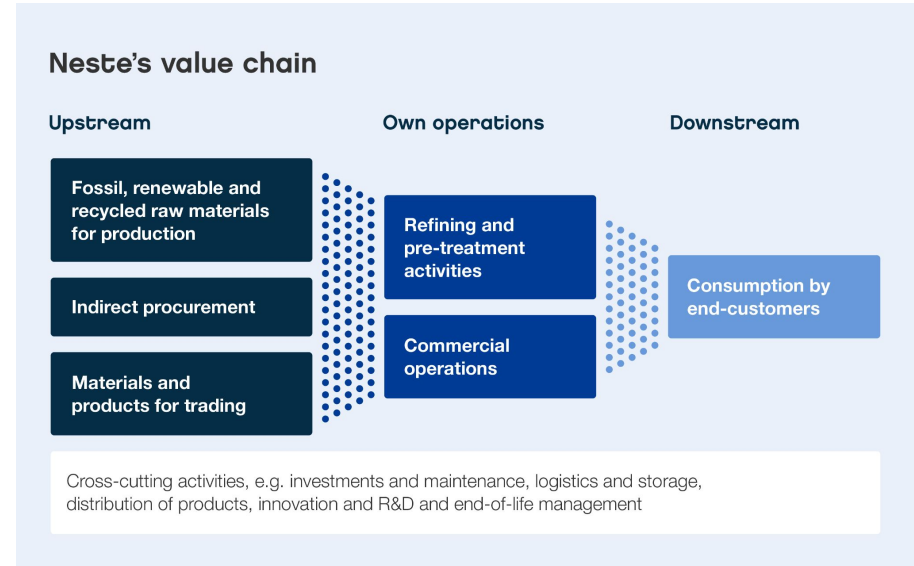 Neste's value chain
Upstream
Own operations
Downstream
Fossil, renewable and
recycled raw materials
for production
Indirect procurement
Materials and
products for trading
Refining and
pre-treatment
activities
Commercial
operations
Consumption by
end-customers
Cross-cutting activities, e.g. investments and maintenance, logistics and storage,
distribution of products, innovation and R&D and end-of-life management